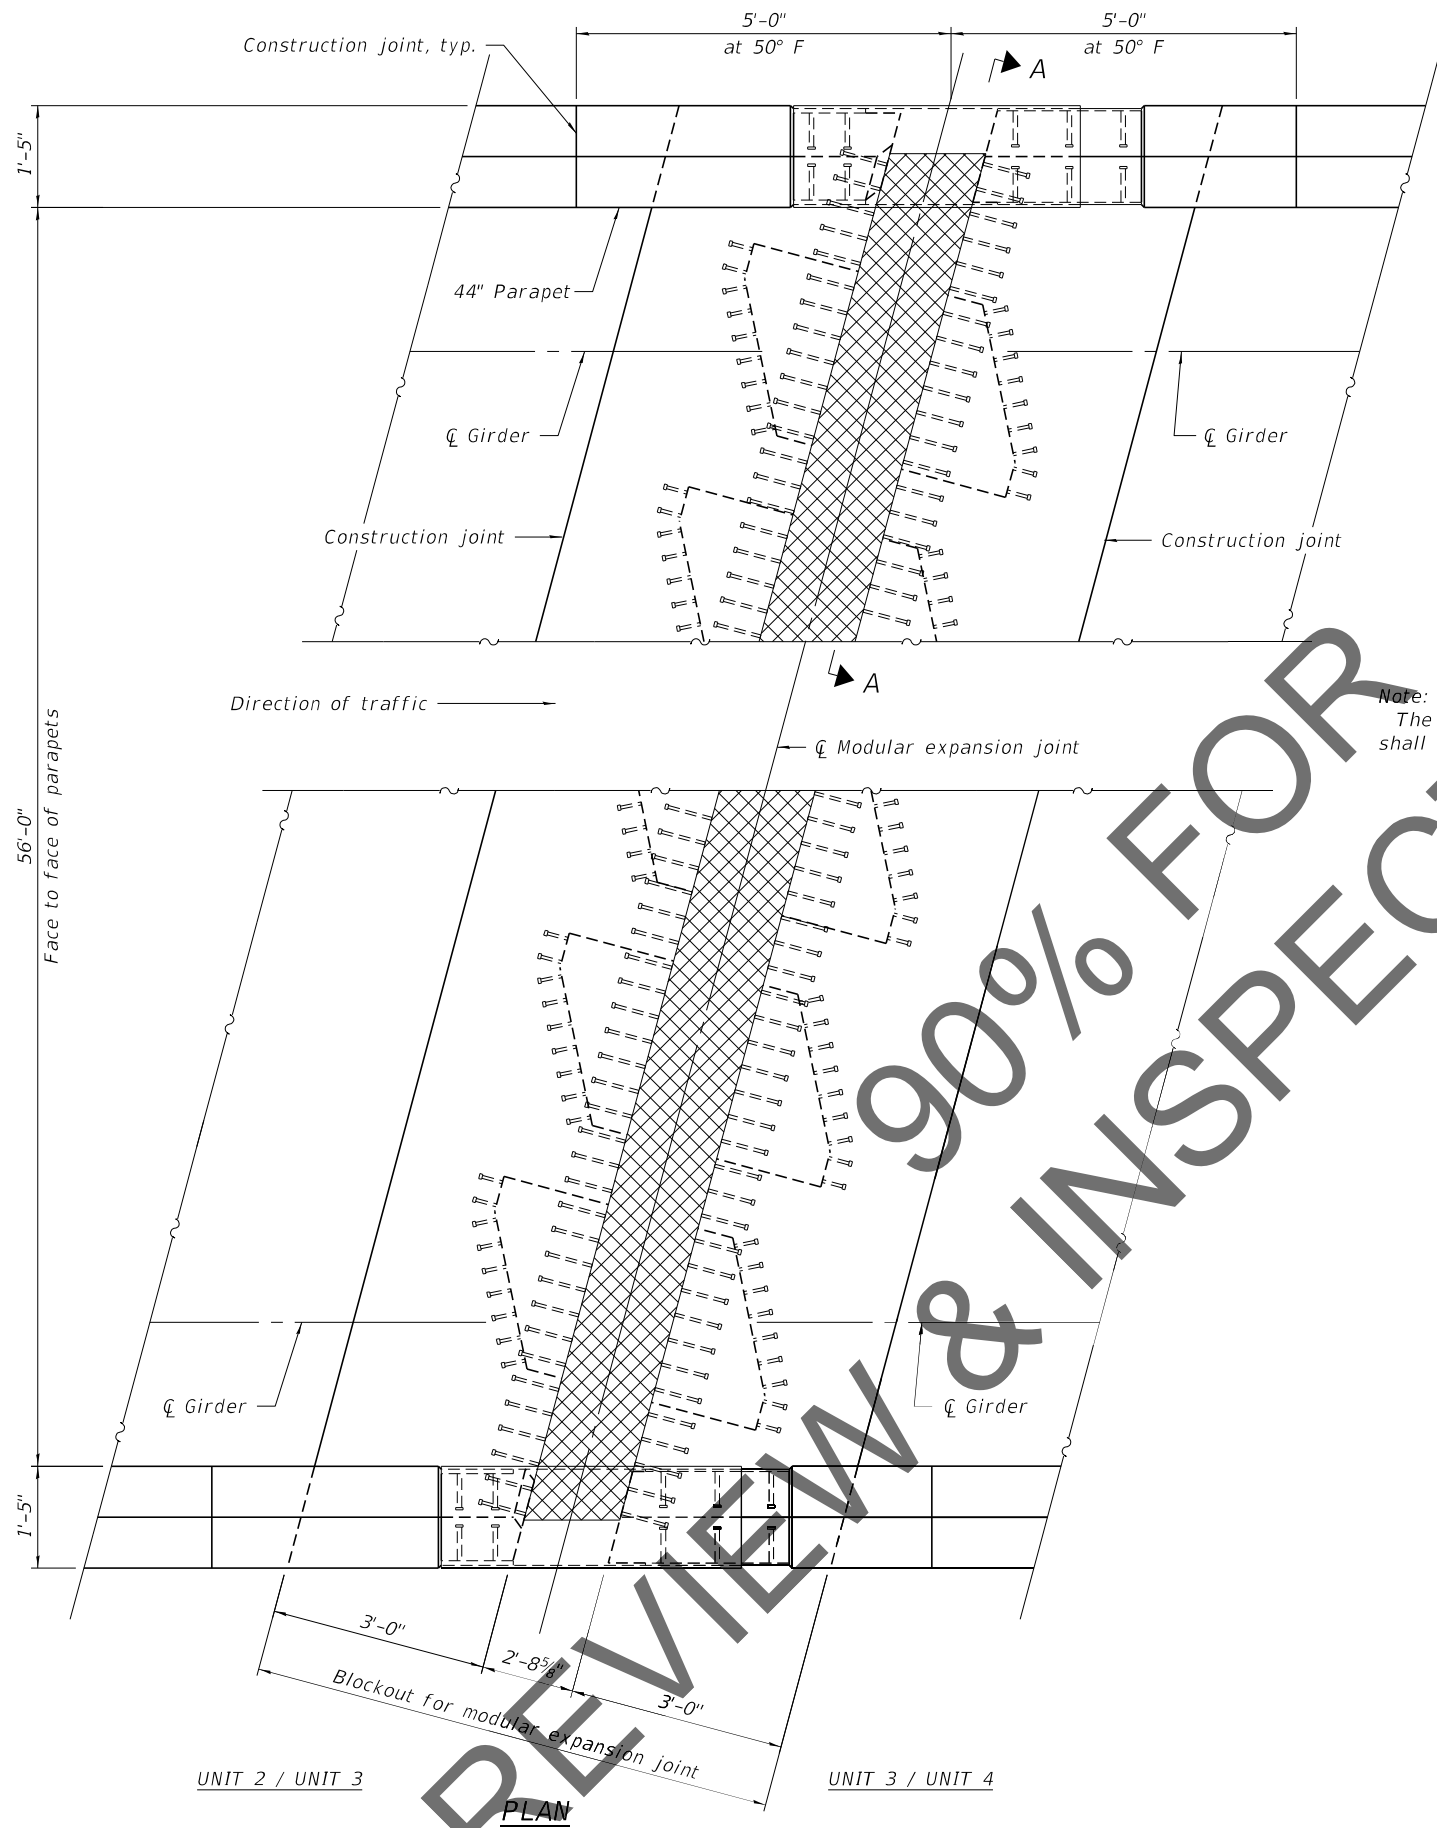 5'-0"
at 50° F
5'-0"
at 50° F
Construction joint, typ.
A
1'-5"
44" Parapet
℄ Girder
℄ Girder
Construction joint
Construction joint
A
Direction of traffic
Note:
The
shall
℄ Modular expansion joint
56'-0"
Face to face of parapets
℄ Girder
℄ Girder
1'-5"
3'-0"
2'-8⅝"
3'-0"
Blockout for modular expansion joint
UNIT 2 / UNIT 3
UNIT 3 / UNIT 4
PLAN
90% FOR
REVIEW & INSPEC